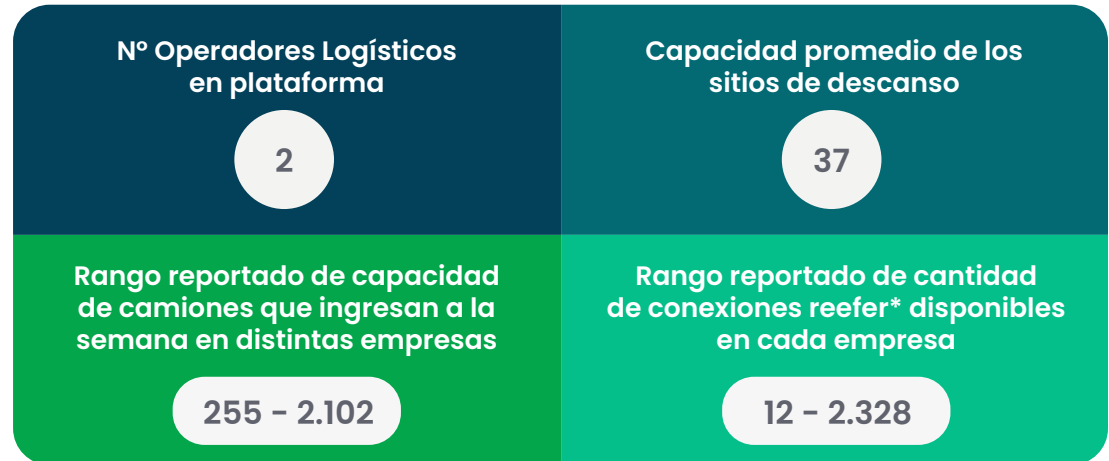 N° Operadores Logísticos
en plataforma
2
Capacidad promedio de los
sitios de descanso
37
Rango reportado de capacidad
de camiones que ingresan a la
semana en distintas empresas
255 - 2.102
Rango reportado de cantidad
de conexiones reefer* disponibles
en cada empresa
12 - 2.328